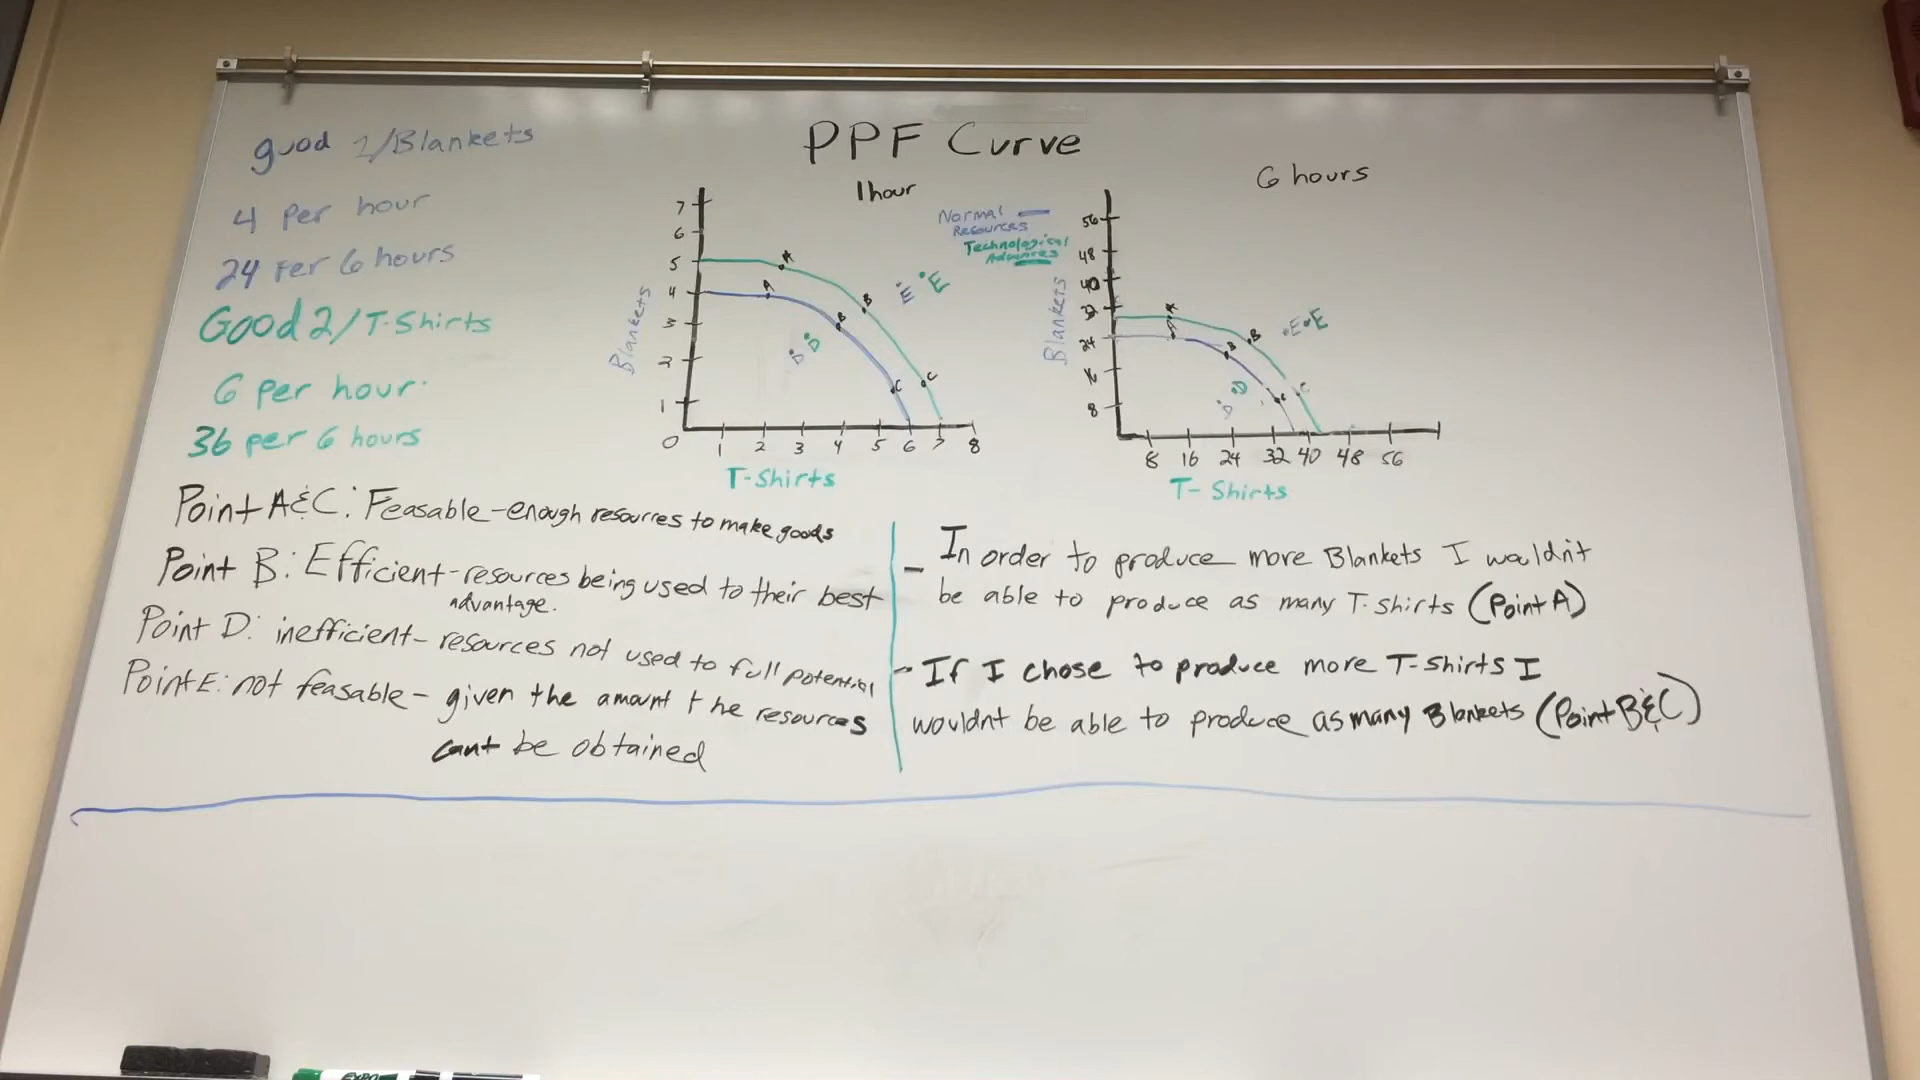 PPF Curve
good 1/Blankets
4 per hour
24 Per 6 hours
Good 2/T-Shirts
6 per hour
36 per 6 hours
1 hour
7
6
5
4
3
2
1
0
1 2 3 4 5 6 7 8
Blankets
T-Shirts
A
B
C
A
B
C
D D
E E
Normal
Resources
Technological
Advances
6 hours
56
48
40
32
24
16
8
8 16 24 32 40 48 56
Blankets
T-Shirts
A
B
C
B
D D
E E
Point A & C: Feasable - enough resources to make goods
Point B: Efficient - resources being used to their best
advantage.
Point D: inefficient - resources not used to full potential
Point E: not feasable - given the amount the resources
cant be obtained
- In order to produce more Blankets I wouldn't
be able to produce as many T-shirts (Point A)
- If I chose to produce more T-shirts I
wouldnt be able to produce as many Blankets (Point B & C)
EXPO